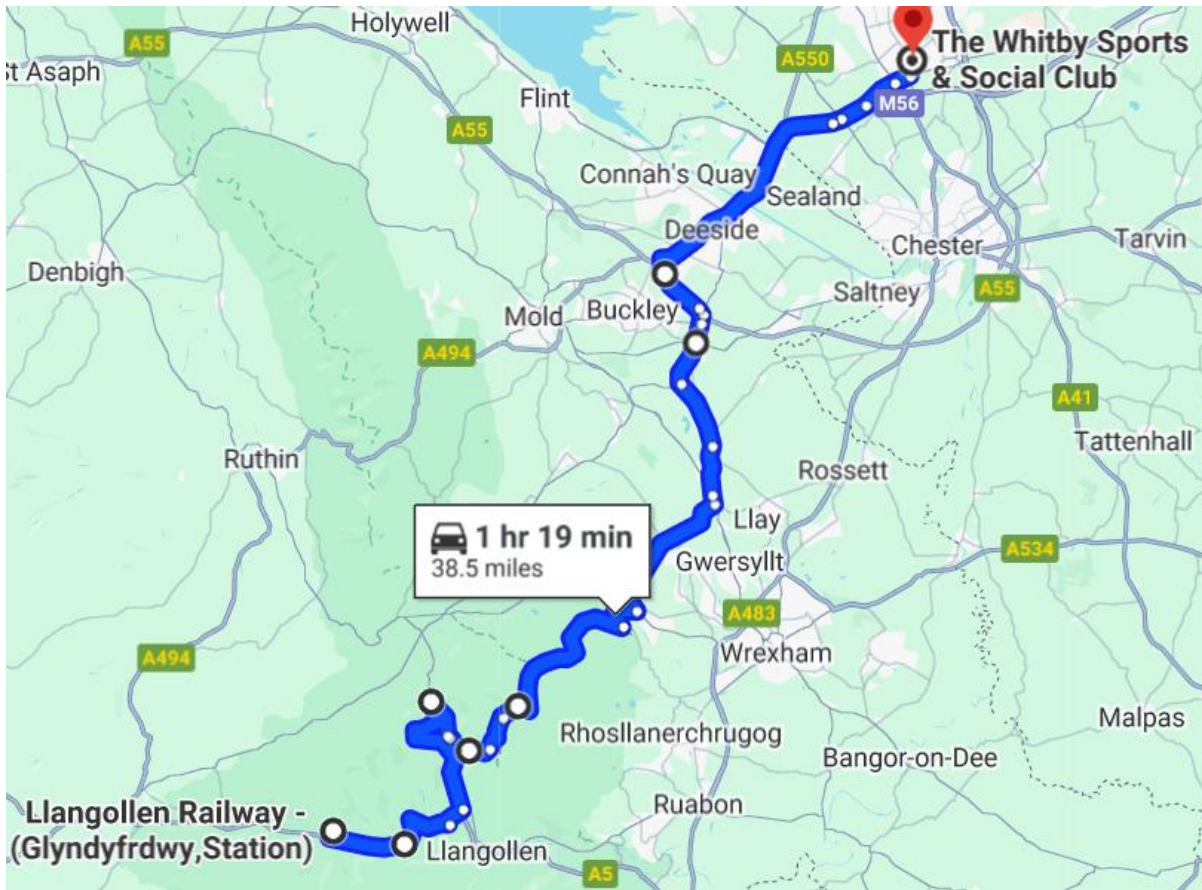 Holywell
A55
St Asaph
A550
The Whitby Sports
& Social Club
Flint
M56
A55
Connah's Quay
Sealand
Deeside
Chester
Tarvin
Denbigh
Saltney
A55
Mold
Buckley
A494
A41
Tattenhall
Ruthin
Rossett
1 hr 19 min
38.5 miles
Llay
Gwersyllt
A534
A483
Wrexham
A494
Malpas
Rhosllanerchrugog
Bangor-on-Dee
Llangollen Railway -
(Glyndyfrdwy,Station)
Ruabon
Llangollen
A5